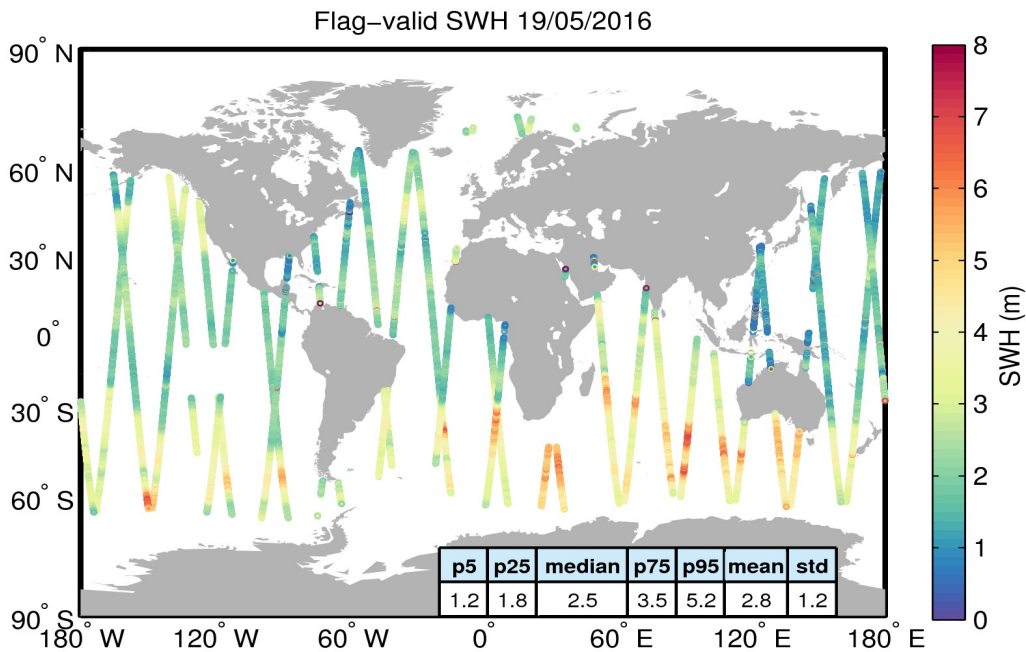 Flag−valid SWH 19/05/2016
90° N
60° N
30° N
0°
30° S
60° S
90° S
180° W
120° W
60° W
0°
60° E
120° E
180° E
p5 p25 median p75 p95 mean std
1.2 1.8 2.5 3.5 5.2 2.8 1.2
8
7
6
5
4
3
2
1
0
SWH (m)